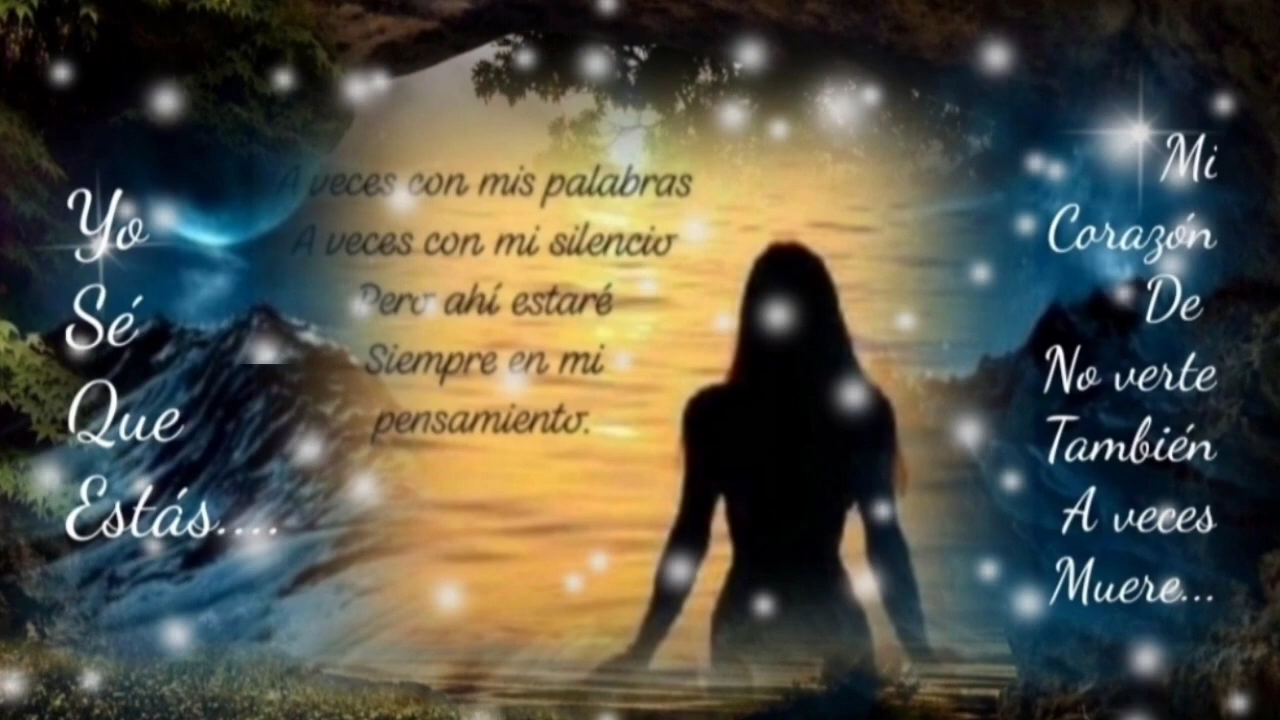 Yo
Sé
Que
Estás....
A veces con mis palabras
A veces con mi silencio
Pero ahí estaré
Siempre en mi
pensamiento.
Mi
Corazón
De
No verte
También
A veces
Muere...